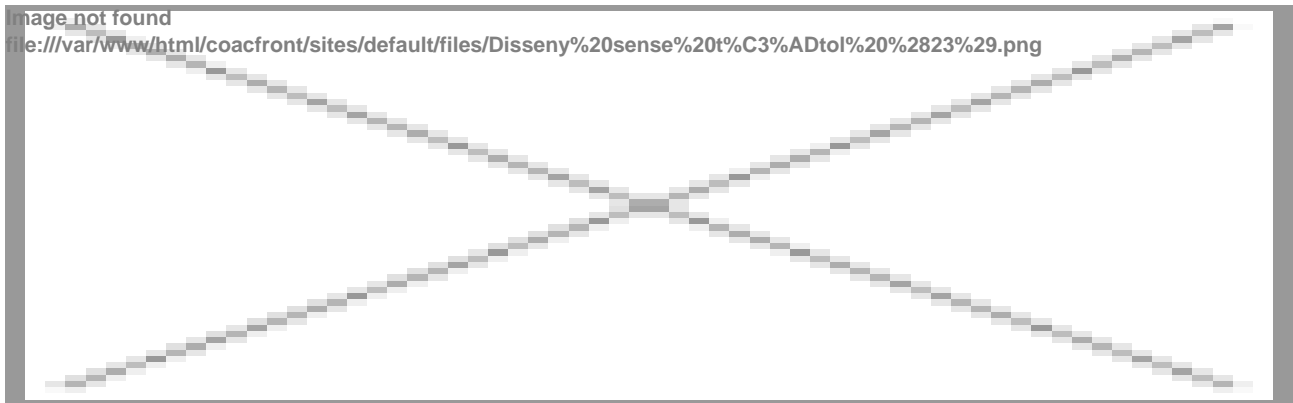 Image not found
file:///var/www/html/coacfront/sites/default/files/Disseny%20sense%20t%C3%ADtol%20%2823%29.png